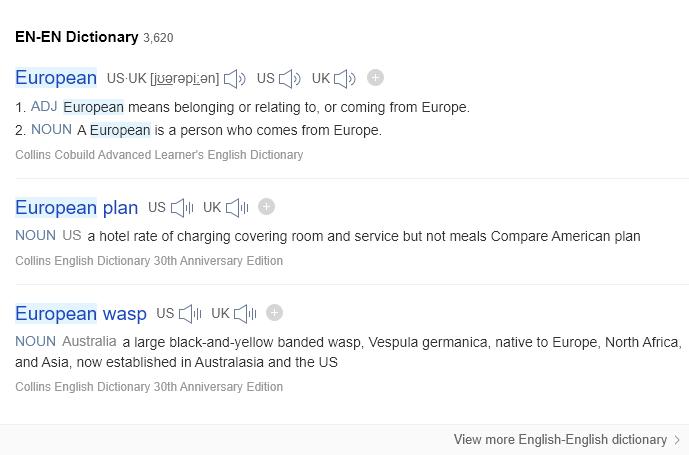 EN-EN Dictionary 3,620
European US·UK [jʊərəpiːən] US UK
1. ADJ European means belonging or relating to, or coming from Europe.
2. NOUN A European is a person who comes from Europe.
Collins Cobuild Advanced Learner's English Dictionary
European plan US UK
NOUN US a hotel rate of charging covering room and service but not meals Compare American plan
Collins English Dictionary 30th Anniversary Edition
European wasp US UK
NOUN Australia a large black-and-yellow banded wasp, Vespula germanica, native to Europe, North Africa,
and Asia, now established in Australasia and the US
Collins English Dictionary 30th Anniversary Edition
View more English-English dictionary